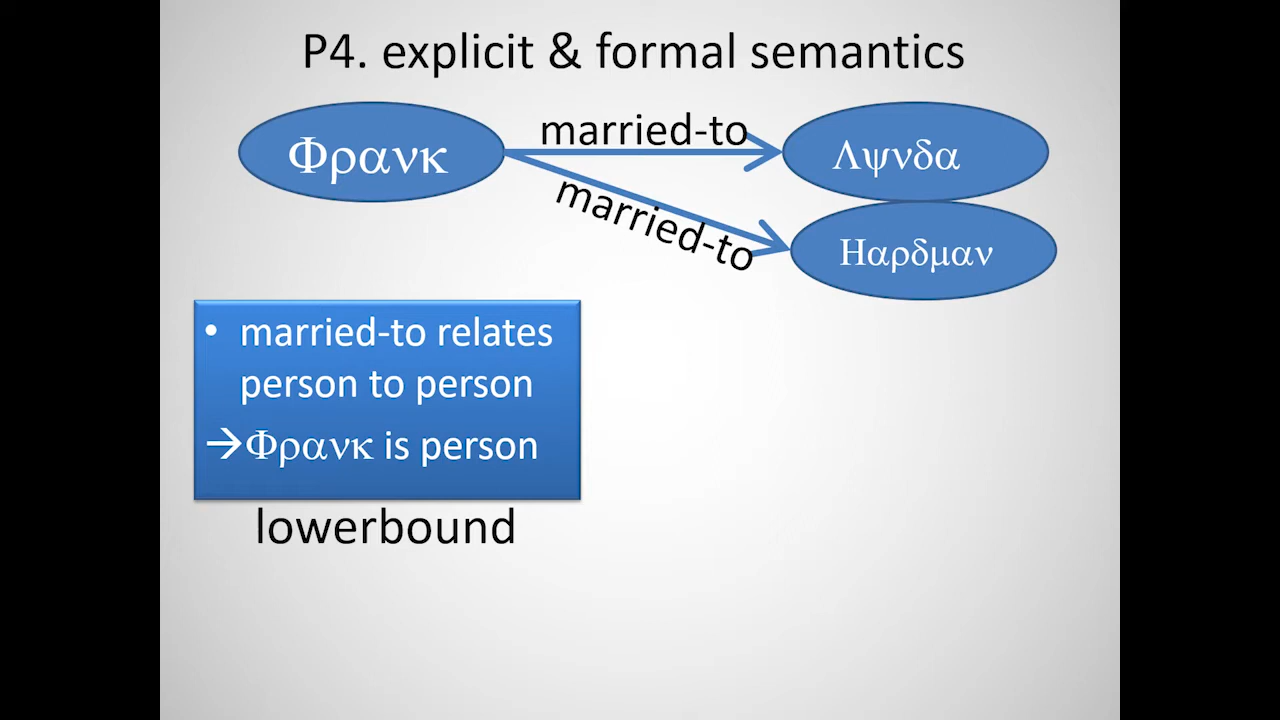 P4. explicit & formal semantics
married-to
Φρανκ
Λψνδα
married-to
Ηαρδμαν
• married-to relates
person to person
→Φρανκ is person
lowerbound